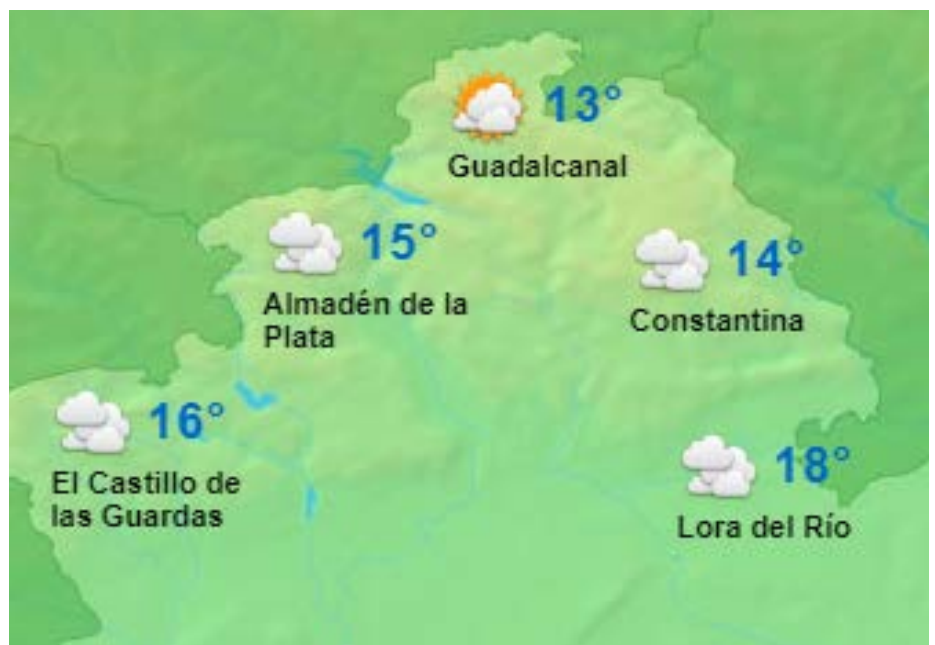 13°
Guadalcanal
15°
Almadén de la
Plata
14°
Constantina
16°
El Castillo de
las Guardas
18°
Lora del Río